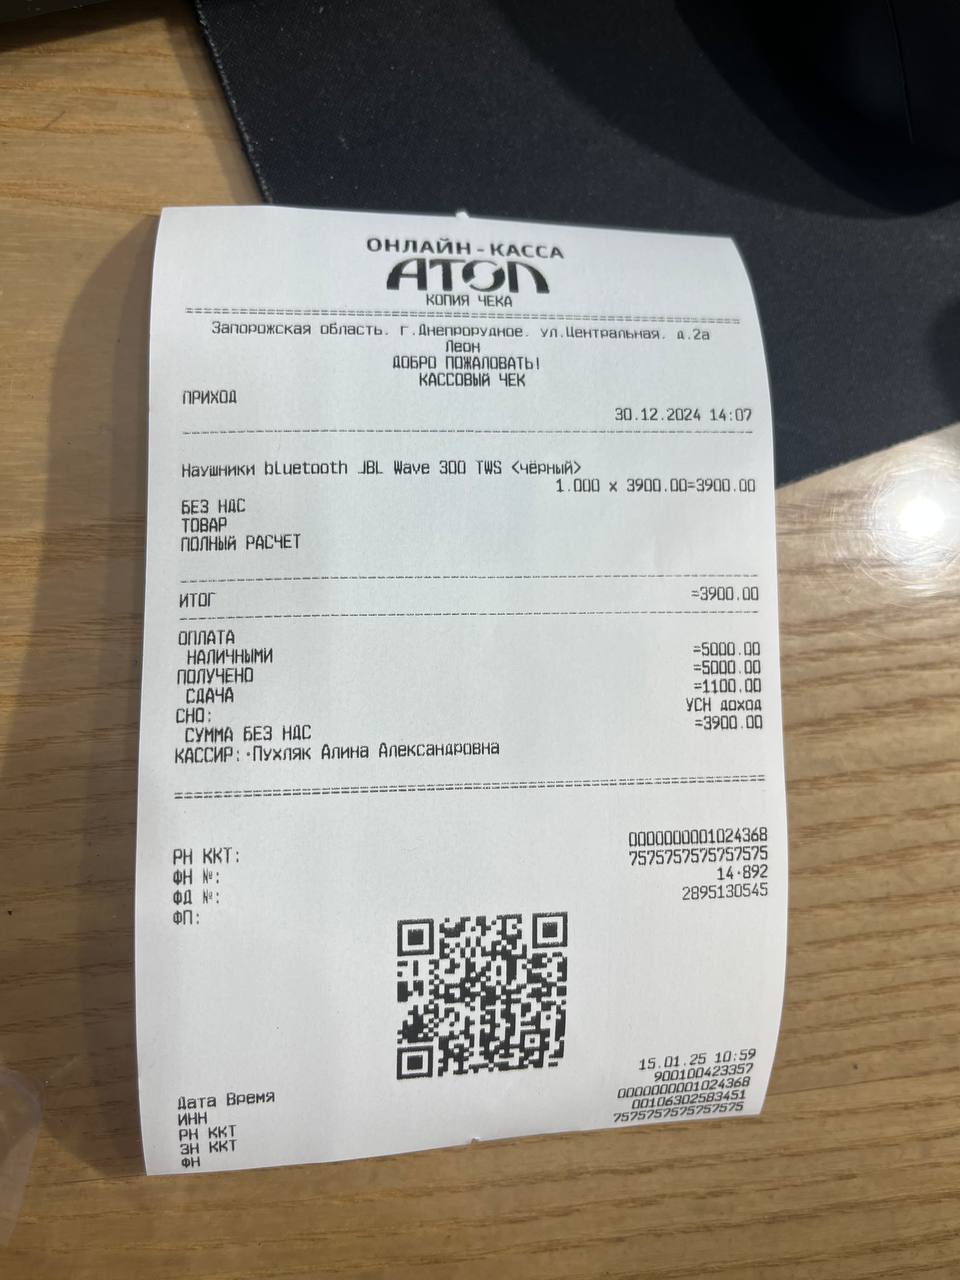 ОНЛАЙН-КАССА
АТОЛ
КОПИЯ ЧЕКА
Запорожская область. г.Днепрорудное. ул.Центральная. д.2а
Леон
ДОБРО ПОЖАЛОВАТЬ!
КАССОВЫЙ ЧЕК
ПРИХОД
30.12.2024 14:07
Наушники bluetooth JBL Wave 300 TWS <чёрный>
1.000 x 3900.00=3900.00
БЕЗ НДС
ТОВАР
ПОЛНЫЙ РАСЧЕТ
ИТОГ =3900.00
ОПЛАТА
НАЛИЧНЫМИ =5000.00
ПОЛУЧЕНО =5000.00
СДАЧА =1100.00
СНО: УСН доход
СУММА БЕЗ НДС =3900.00
КАССИР: Пухляк Алина Александровна
РН ККТ: 0000000001024368
ФН №: 7575757575757575
ФД №: 14892
ФП: 2895130545
Дата Время 15.01.25 10:59
ИНН 900100423357
РН ККТ 0000000001024368
ЗН ККТ 00106302583451
ФН 7575757575757575